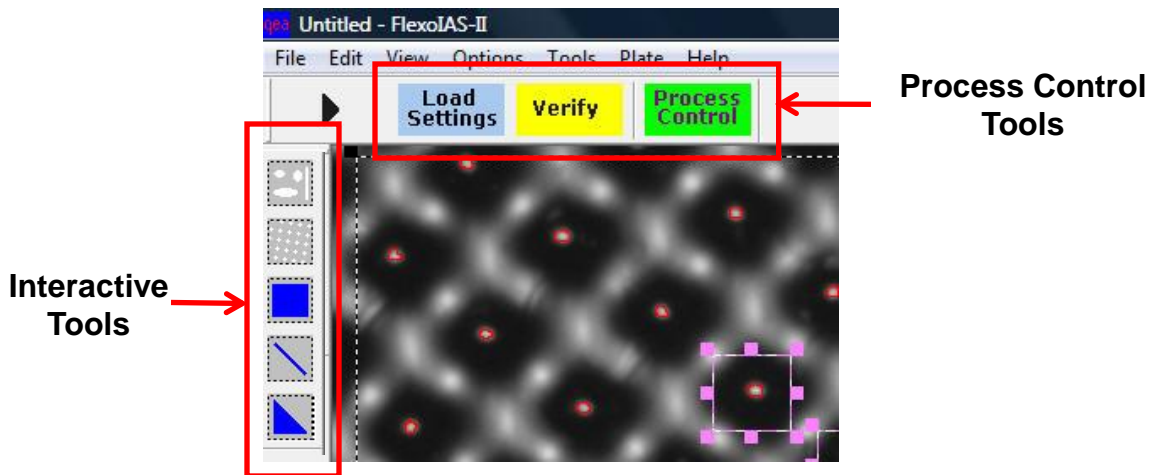 qea Untitled - FlexoIAS-II
File Edit View Options Tools Plate Help
Load
Settings
Verify
Process
Control
Process Control
Tools
Interactive
Tools